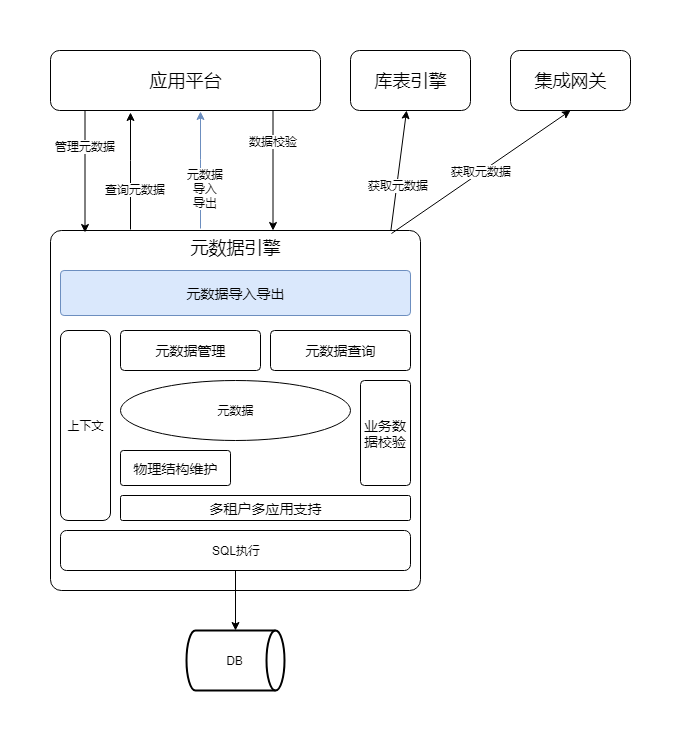 应用平台
库表引擎
集成网关
管理元数据
查询元数据
元数据
导入
导出
数据校验
获取元数据
获取元数据
元数据引擎
元数据导入导出
上下文
元数据管理
元数据查询
元数据
业务数
据校验
物理结构维护
多租户多应用支持
SQL执行
DB